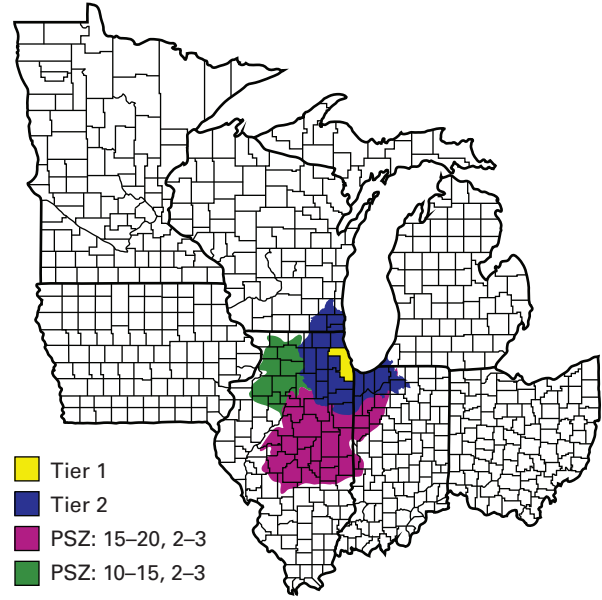 Tier 1
Tier 2
PSZ: 15–20, 2–3
PSZ: 10–15, 2–3